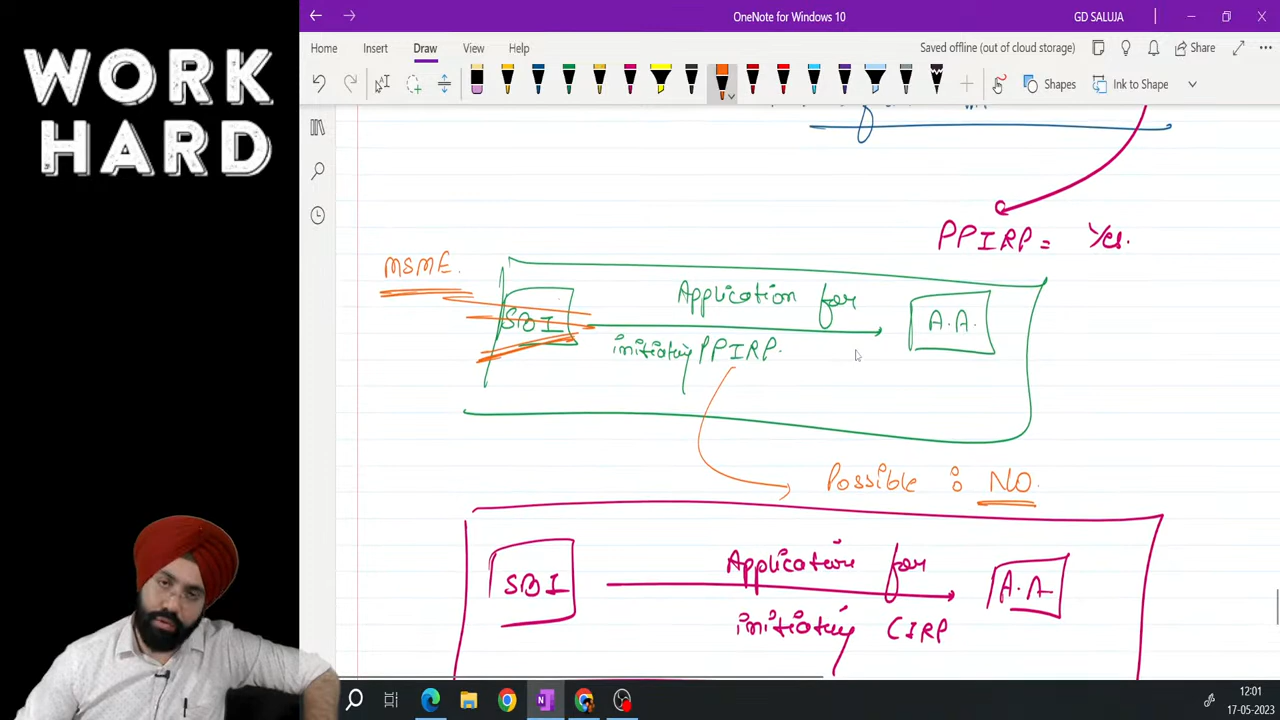 WORK
HARD
OneNote for Windows 10
GD SALUJA
Home
Insert
Draw
View
Help
Saved offline (out of cloud storage)
Share
Shapes
Ink to Shape
PPIRP = Yes.
MSME.
SBI
Application for
initiating PPIRP.
A.A.
Possible : NO.
SBI
Application for
initiating CIRP
A.A
12:01
17-05-2023